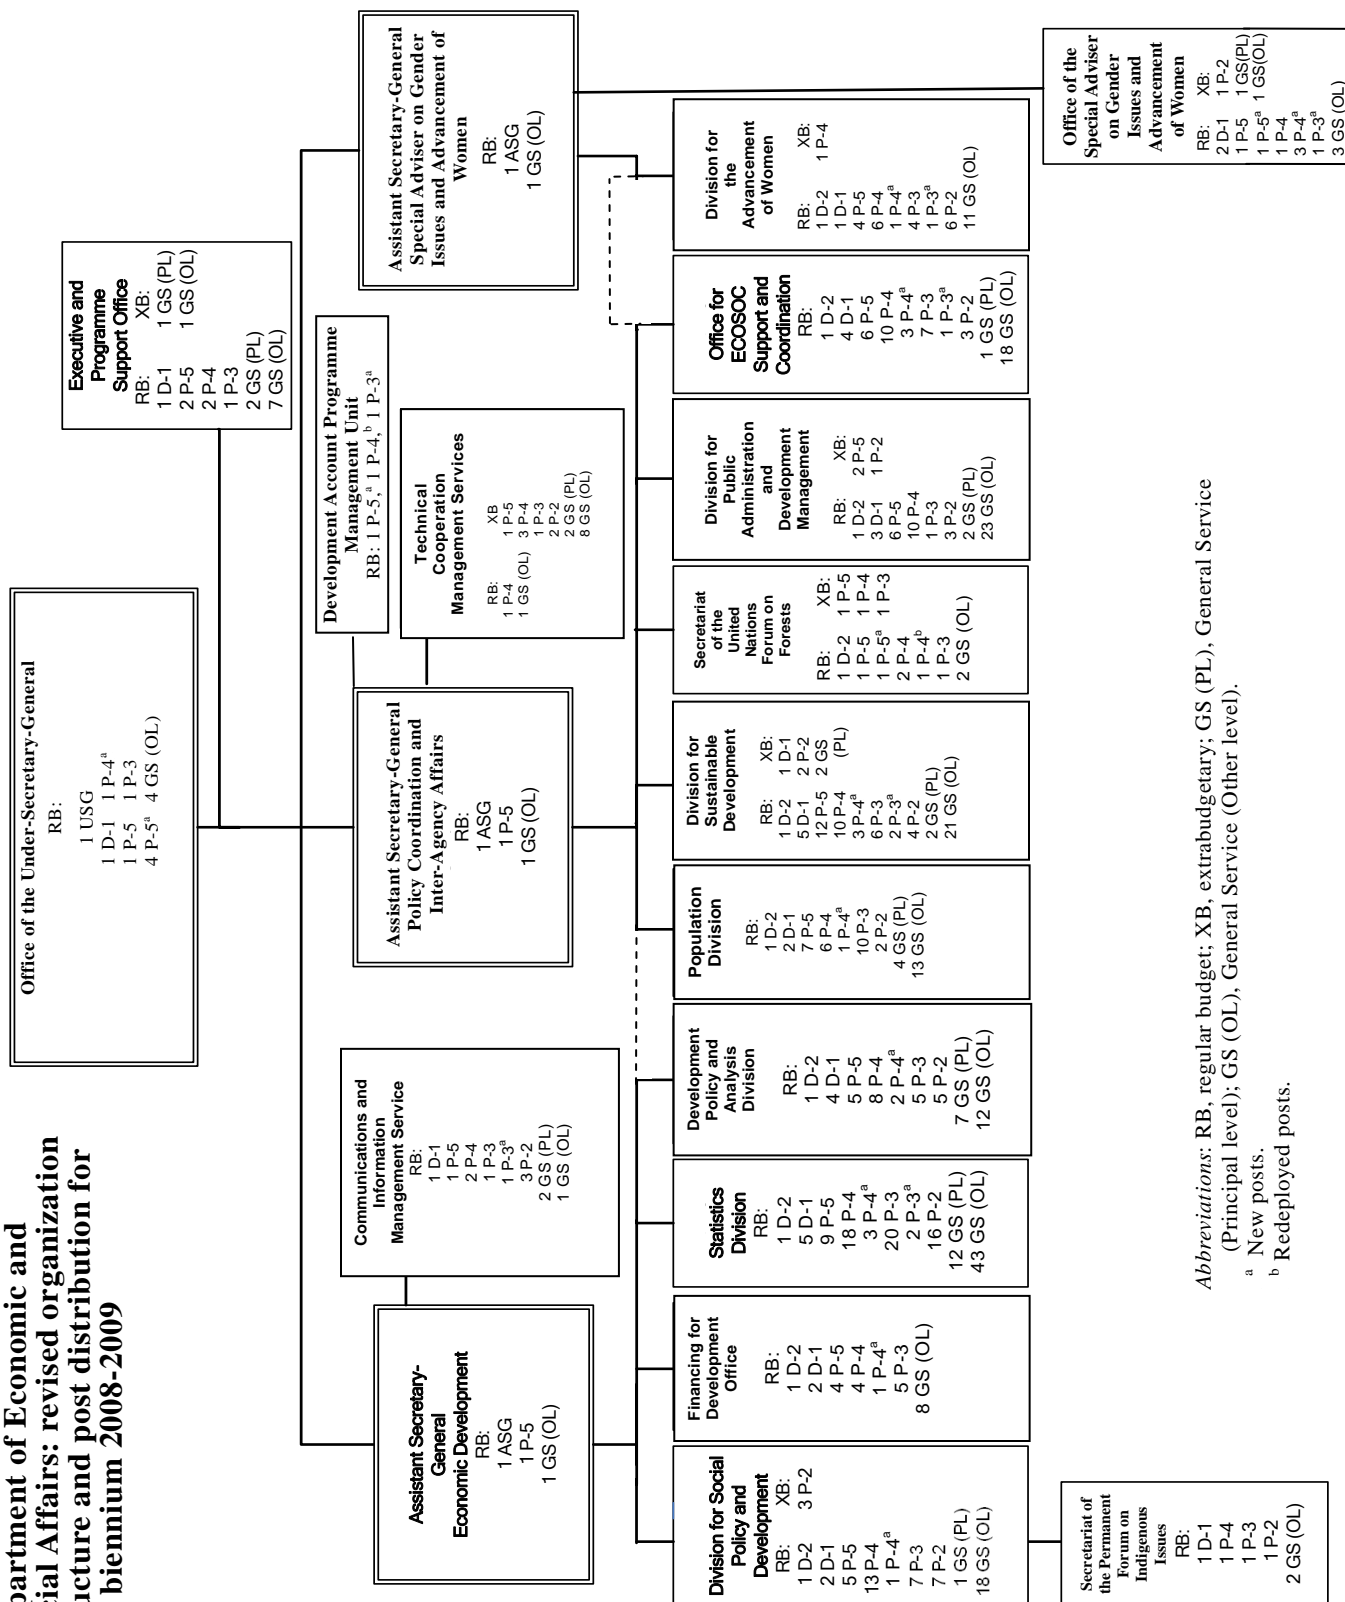 partment of Economic and
cial Affairs: revised organization
ucture and post distribution for
biennium 2008-2009
Office of the Under-Secretary-General
RB:
1 USG
1 D-1 1 P-4ᵃ
1 P-5 1 P-3
4 P-5ᵃ 4 GS (OL)
Executive and
Programme
Support Office
RB: XB:
1 D-1 1 GS (PL)
2 P-5 1 GS (OL)
2 P-4
1 P-3
2 GS (PL)
7 GS (OL)
Assistant Secretary-
General
Economic Development
RB:
1 ASG
1 P-5
1 GS (OL)
Communications and
Information
Management Service
RB:
1 D-1
1 P-5
2 P-4
1 P-3
1 P-3ᵃ
3 P-2
2 GS (PL)
1 GS (OL)
Assistant Secretary-General
Policy Coordination and
Inter-Agency Affairs
RB:
1 ASG
1 P-5
1 GS (OL)
Development Account Programme
Management Unit
RB: 1 P-5,ᵃ 1 P-4,ᵇ 1 P-3ᵃ
Technical
Cooperation
Management Services
RB: XB
1 P-4 1 P-5
1 GS (OL) 3 P-4
1 P-3
2 P-2
2 GS (PL)
8 GS (OL)
Assistant Secretary-General
Special Adviser on Gender
Issues and Advancement of
Women
RB:
1 ASG
1 GS (OL)
Division for Social
Policy and
Development
RB: XB:
1 D-2 3 P-2
2 D-1
5 P-5
13 P-4
1 P-4ᵃ
7 P-3
7 P-2
1 GS (PL)
18 GS (OL)
Financing for
Development
Office
RB:
1 D-2
2 D-1
4 P-5
4 P-4
1 P-4ᵃ
5 P-3
8 GS (OL)
Statistics
Division
RB:
1 D-2
5 D-1
9 P-5
18 P-4
3 P-4ᵃ
20 P-3
2 P-3ᵃ
16 P-2
12 GS (PL)
43 GS (OL)
Development
Policy and
Analysis
Division
RB:
1 D-2
4 D-1
5 P-5
8 P-4
2 P-4ᵃ
5 P-3
5 P-2
7 GS (PL)
12 GS (OL)
Population
Division
RB:
1 D-2
2 D-1
7 P-5
6 P-4
1 P-4ᵃ
10 P-3
2 P-2
4 GS (PL)
13 GS (OL)
Division for
Sustainable
Development
RB: XB:
1 D-2 1 D-1
5 D-1 2 P-2
12 P-5 2 GS
10 P-4 (PL)
3 P-4ᵃ
6 P-3
2 P-3ᵃ
4 P-2
2 GS (PL)
21 GS (OL)
Secretariat
of the
United
Nations
Forum on
Forests
RB: XB:
1 D-2 1 P-5
1 P-5 1 P-4
1 P-5ᵃ 1 P-3
2 P-4
1 P-4ᵇ
1 P-3
2 GS (OL)
Division for
Public
Administration
and
Development
Management
RB: XB:
1 D-2 2 P-5
3 D-1 1 P-2
6 P-5
10 P-4
1 P-3
3 P-2
2 GS (PL)
23 GS (OL)
Office for
ECOSOC
Support and
Coordination
RB:
1 D-2
4 D-1
6 P-5
10 P-4
3 P-4ᵃ
7 P-3
1 P-3ᵃ
3 P-2
1 GS (PL)
18 GS (OL)
Division for
the
Advancement
of Women
RB: XB:
1 D-2 1 P-4
1 D-1
4 P-5
6 P-4
1 P-4ᵃ
4 P-3
1 P-3ᵃ
6 P-2
11 GS (OL)
Secretariat of
the Permanent
Forum on
Indigenous
Issues
RB:
1 D-1
1 P-4
1 P-3
1 P-2
2 GS (OL)
Office of the
Special Adviser
on Gender
Issues and
Advancement
of Women
RB: XB:
2 D-1 1 P-2
1 P-5 1 GS(PL)
1 P-5ᵃ 1 GS(OL)
1 P-4
3 P-4ᵃ
1 P-3ᵃ
3 GS (OL)
Abbreviations: RB, regular budget; XB, extrabudgetary; GS (PL), General Service
(Principal level); GS (OL), General Service (Other level).
ᵃ New posts.
ᵇ Redeployed posts.